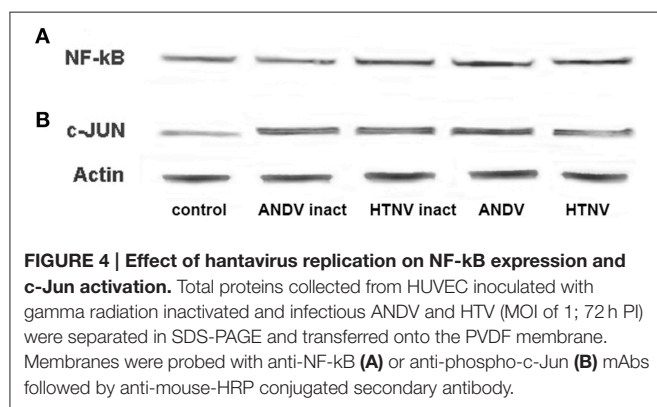 A
NF-kB
B
c-JUN
Actin
control ANDV inact HTNV inact ANDV HTNV
FIGURE 4 | Effect of hantavirus replication on NF-kB expression and
c-Jun activation. Total proteins collected from HUVEC inoculated with
gamma radiation inactivated and infectious ANDV and HTV (MOI of 1; 72 h PI)
were separated in SDS-PAGE and transferred onto the PVDF membrane.
Membranes were probed with anti-NF-kB (A) or anti-phospho-c-Jun (B) mAbs
followed by anti-mouse-HRP conjugated secondary antibody.